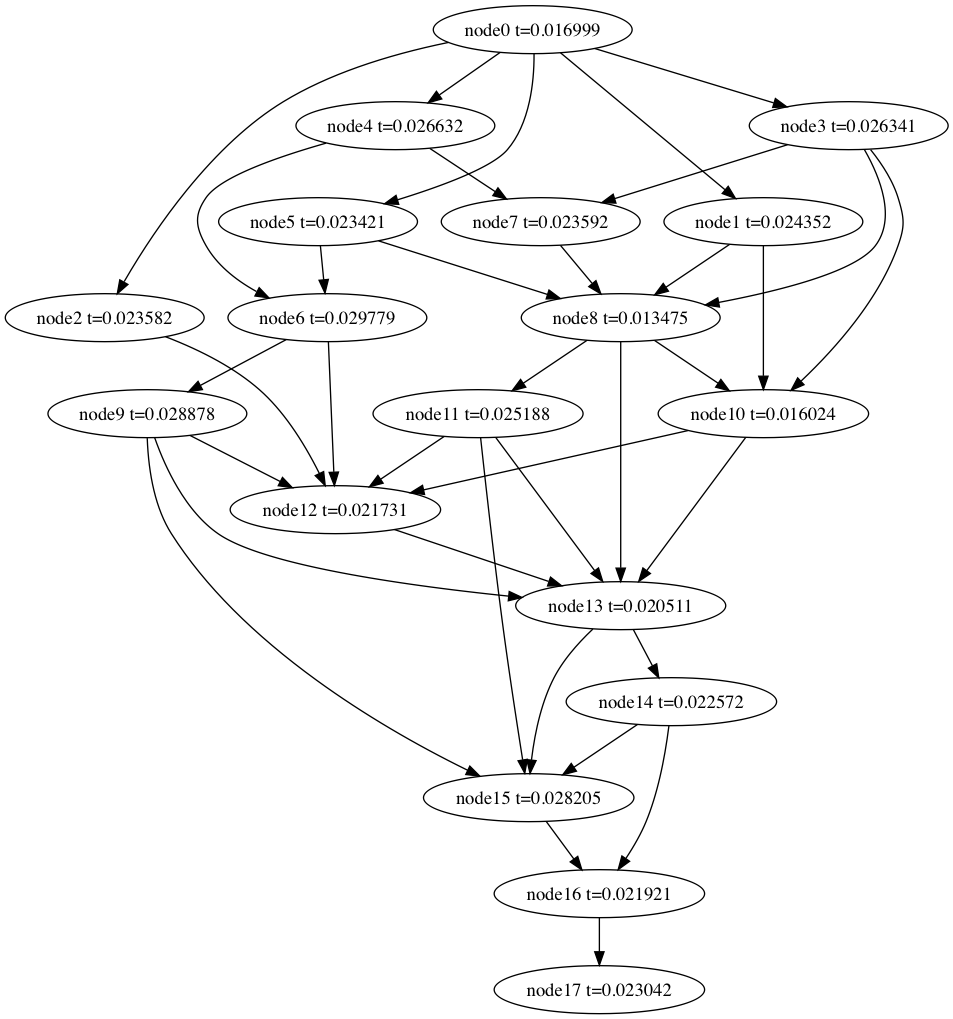 node0 t=0.016999
node4 t=0.026632
node3 t=0.026341
node5 t=0.023421
node7 t=0.023592
node1 t=0.024352
node2 t=0.023582
node6 t=0.029779
node8 t=0.013475
node9 t=0.028878
node11 t=0.025188
node10 t=0.016024
node12 t=0.021731
node13 t=0.020511
node14 t=0.022572
node15 t=0.028205
node16 t=0.021921
node17 t=0.023042